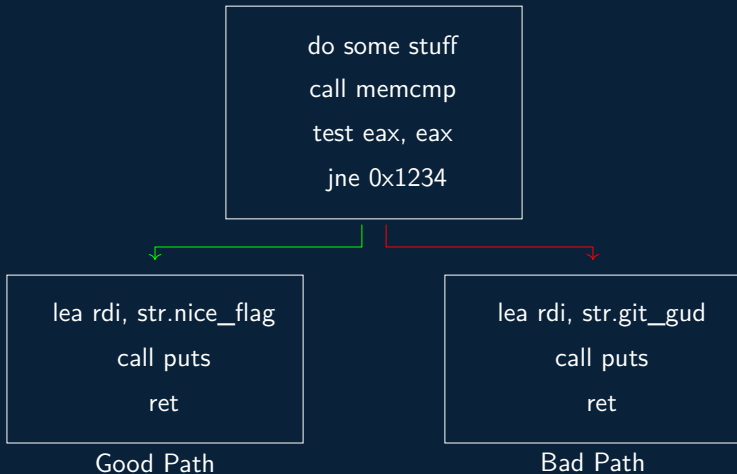 do some stuff
call memcmp
test eax, eax
jne 0x1234
lea rdi, str.nice_flag
call puts
ret
Good Path
lea rdi, str.git_gud
call puts
ret
Bad Path